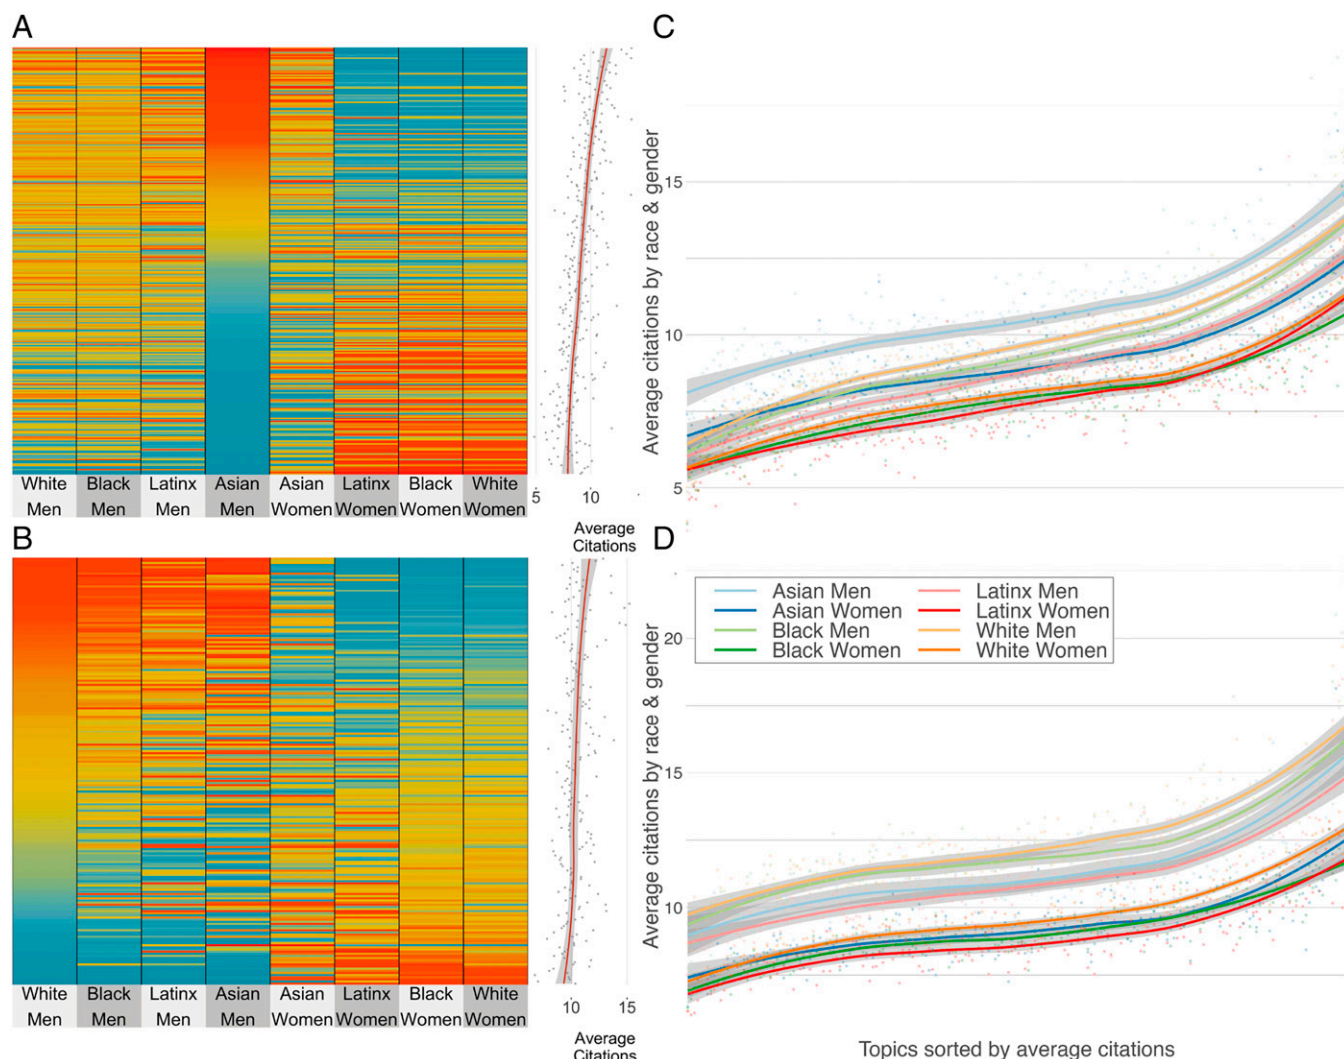 A
White Men
Black Men
Latinx Men
Asian Men
Asian Women
Latinx Women
Black Women
White Women
5
10
Average
Citations
B
White Men
Black Men
Latinx Men
Asian Men
Asian Women
Latinx Women
Black Women
White Women
10
15
Average
Citations
C
Average citations by race & gender
15
10
5
D
Average citations by race & gender
20
15
10
Asian Men
Asian Women
Black Men
Black Women
Latinx Men
Latinx Women
White Men
White Women
Topics sorted by average citations